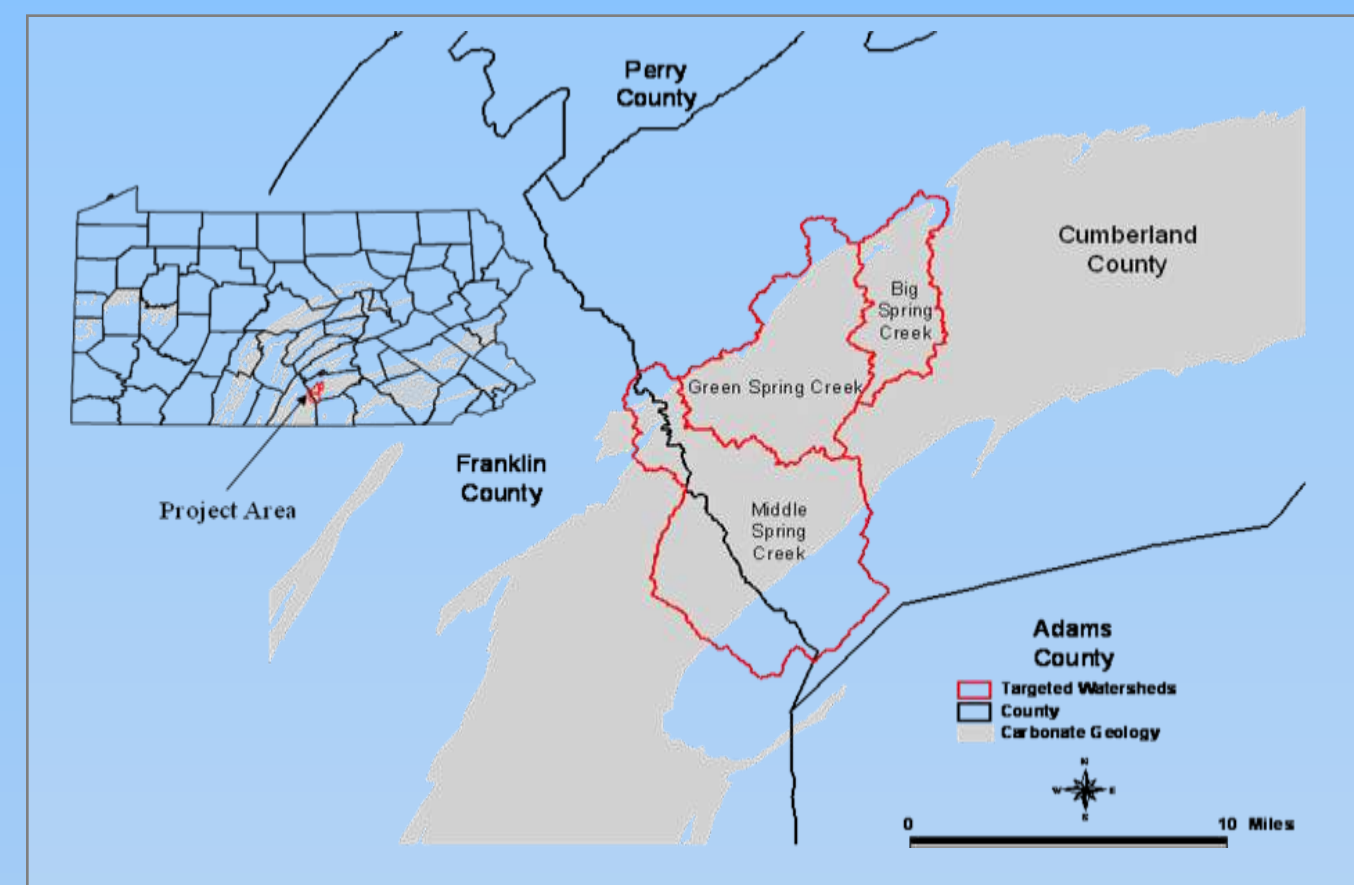 Perry
County
Cumberland
County
Big
Spring
Creek
Green Spring Creek
Franklin
County
Project Area
Middle
Spring
Creek
Adams
County
Targeted Watersheds
County
Carbonate Geology
N
W E
S
0 10 Miles